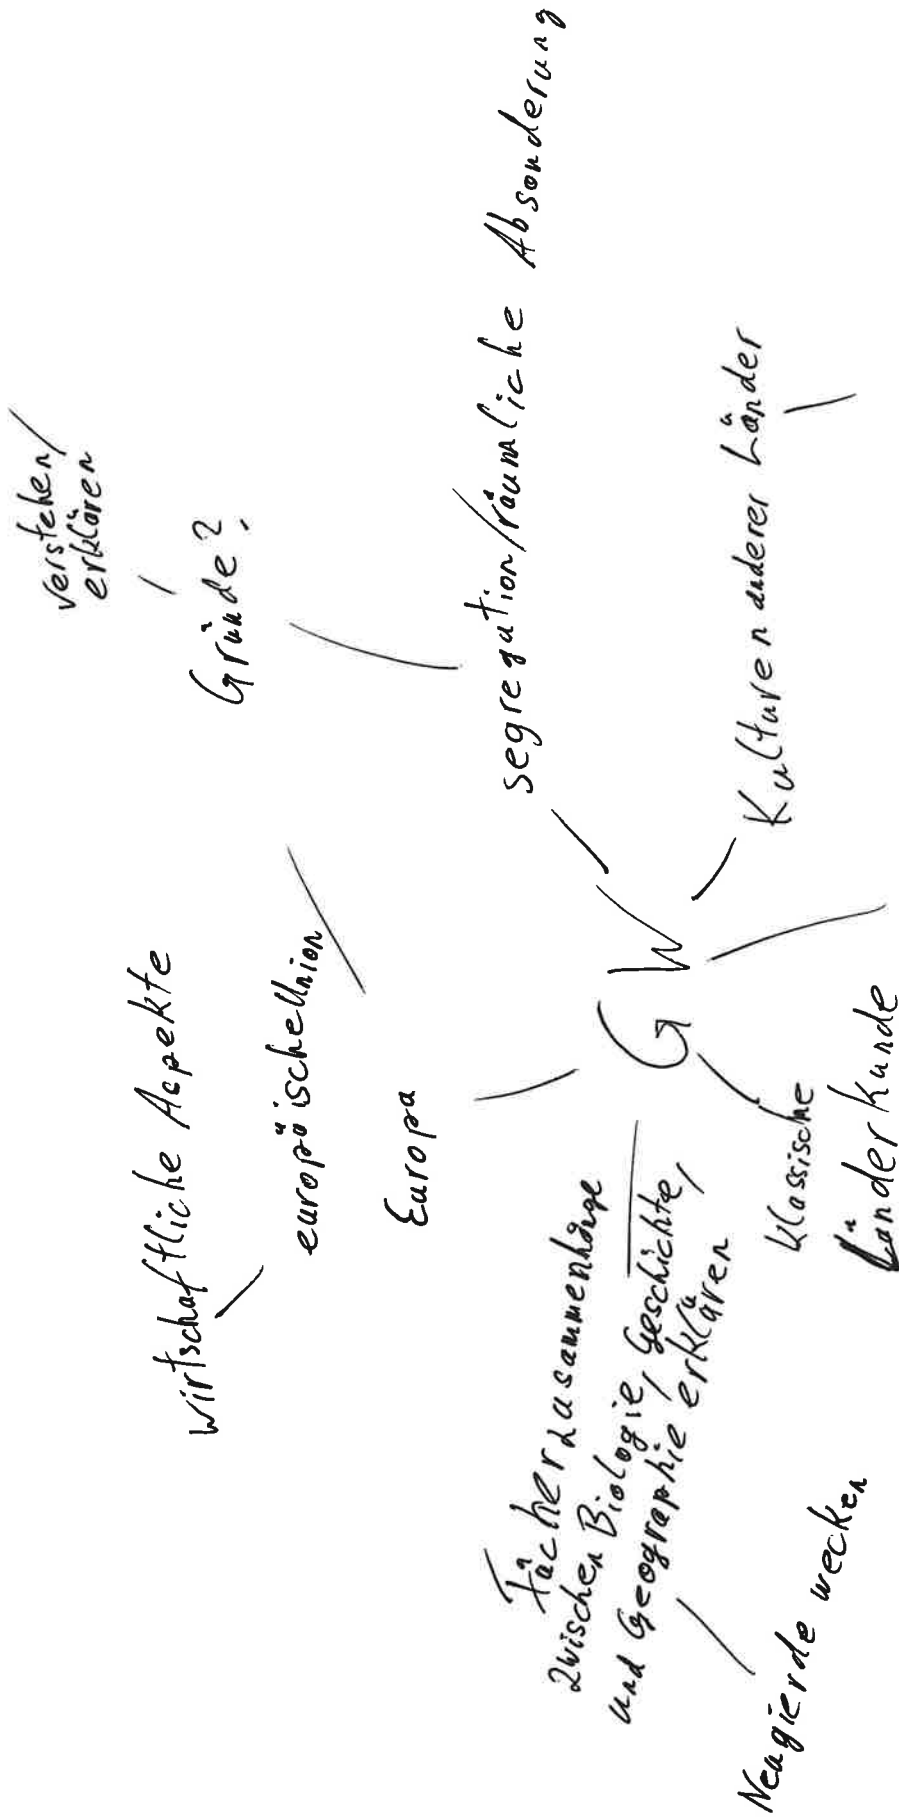 wirtschaftliche Aspekte
europäische Union
Europa
verstehen/
erklären
Gründe?
segregation/räumliche Absonderung
GW
Kulturen anderer Länder
klassische
Länderkunde
Fächerzusammenhänge
zwischen Biologie, Geschichte,
und Geographie erklären
Neugierde wecken